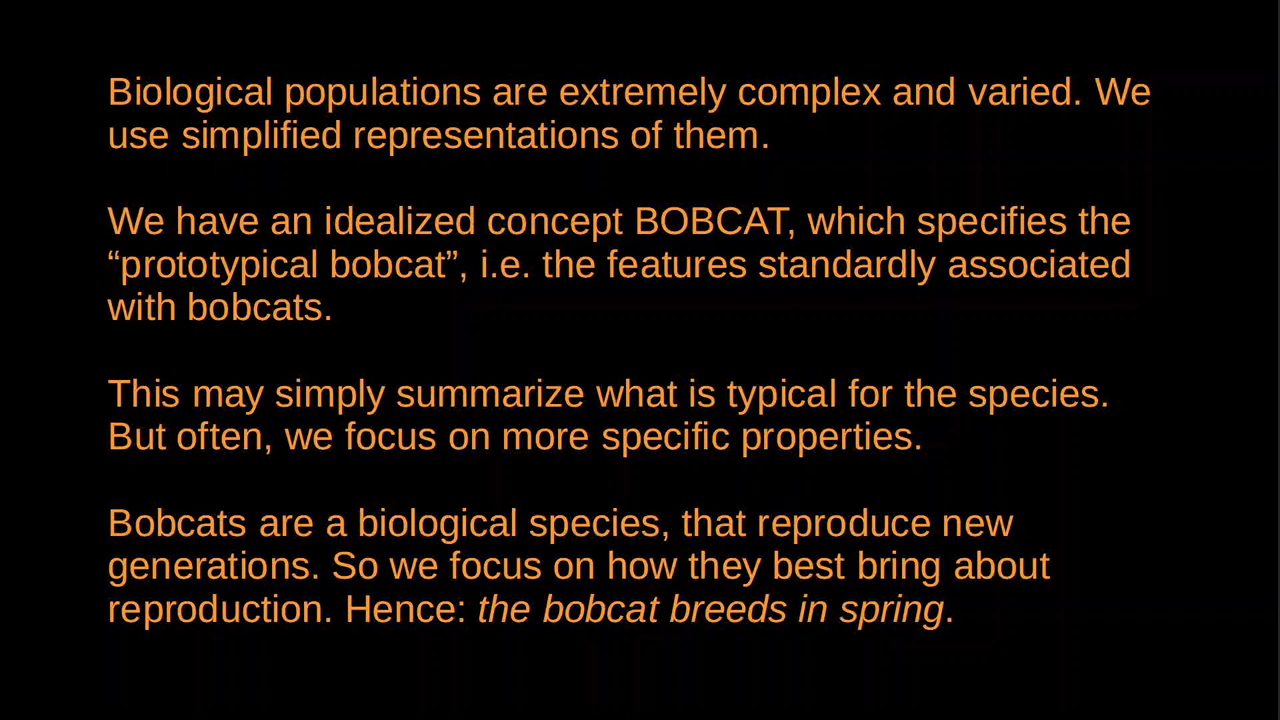 Biological populations are extremely complex and varied. We
use simplified representations of them.
We have an idealized concept BOBCAT, which specifies the
“prototypical bobcat”, i.e. the features standardly associated
with bobcats.
This may simply summarize what is typical for the species.
But often, we focus on more specific properties.
Bobcats are a biological species, that reproduce new
generations. So we focus on how they best bring about
reproduction. Hence: the bobcat breeds in spring.